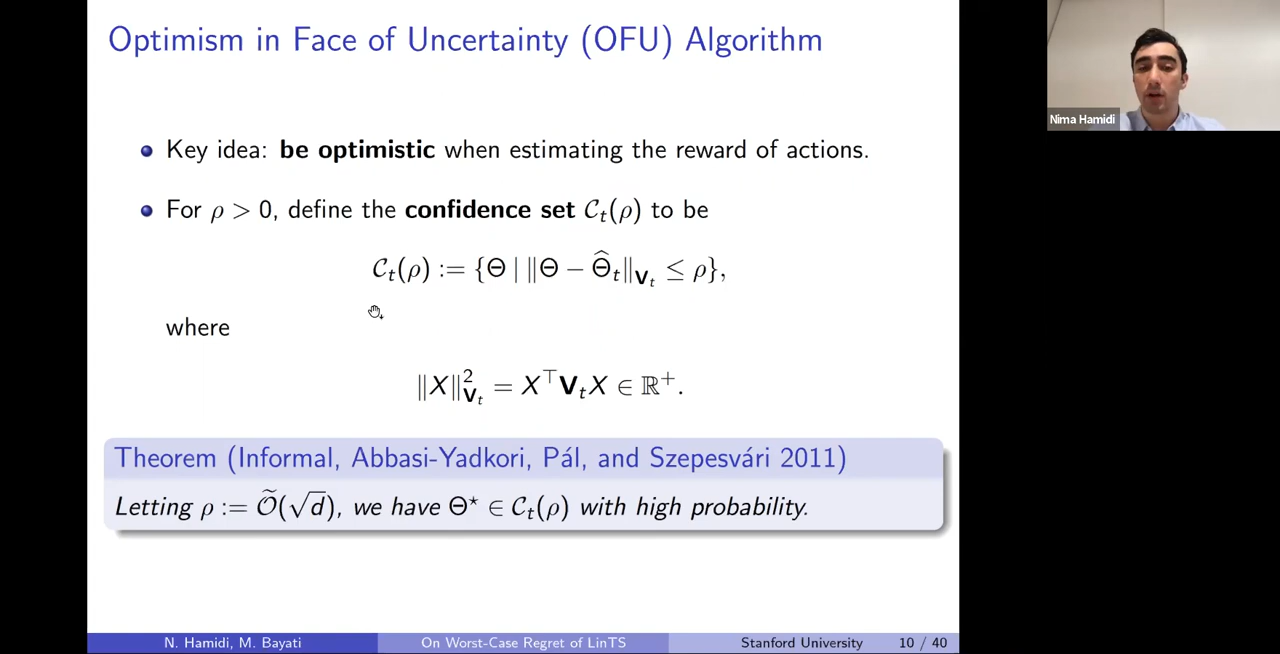 Optimism in Face of Uncertainty (OFU) Algorithm
Nima Hamidi
Key idea: be optimistic when estimating the reward of actions.
For ρ > 0, define the confidence set 𝒞ₜ(ρ) to be
𝒞ₜ(ρ) := {Θ | ‖Θ − Θ̂ₜ‖_𝐕ₜ ≤ ρ},
where
‖X‖²_𝐕ₜ = X^⊤𝐕ₜX ∈ ℝ⁺.
Theorem (Informal, Abbasi-Yadkori, Pál, and Szepesvári 2011)
Letting ρ := 𝒪̃(√d), we have Θ⋆ ∈ 𝒞ₜ(ρ) with high probability.
N. Hamidi, M. Bayati On Worst-Case Regret of LinTS Stanford University 10 / 40